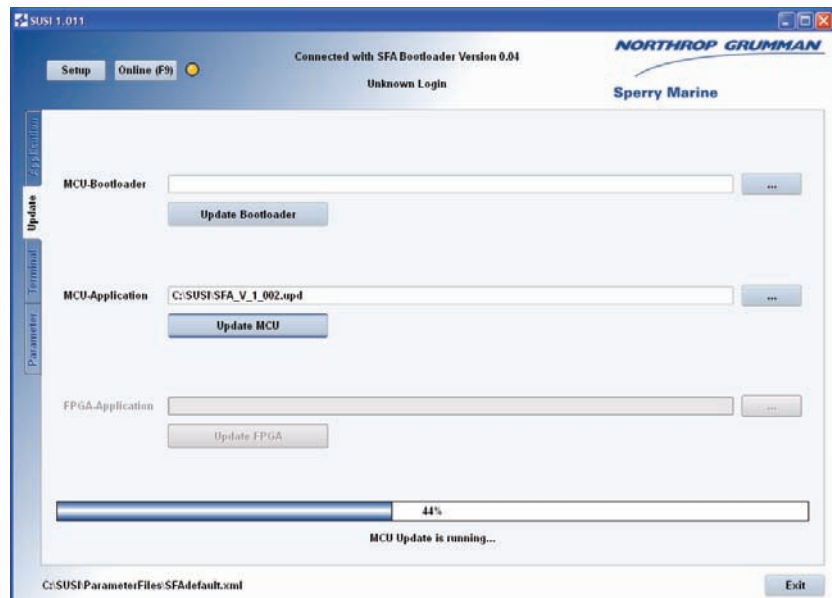 SUSI 1.011
Setup
Online (F9)
Connected with SFA Bootloader Version 0.04
Unknown Login
NORTHROP GRUMMAN
Sperry Marine
Application
Update
Terminal
Parameter
MCU-Bootloader
...
Update Bootloader
MCU-Application
C:\SUSI\SFA_V_1_002.upd
...
Update MCU
FPGA-Application
...
Update FPGA
44%
MCU Update is running...
C:\SUSI\ParameterFiles\SFAdefault.xml
Exit